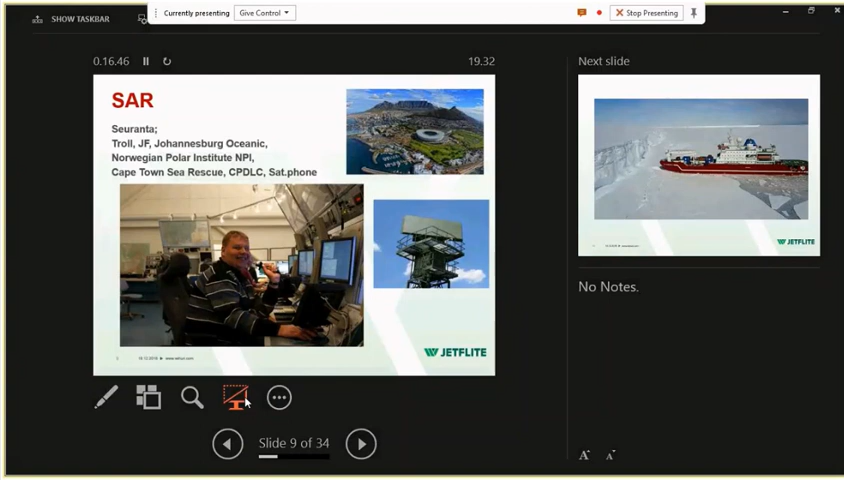 SHOW TASKBAR
Currently presenting
Give Control
Stop Presenting
0.16.46
19.32
Next slide
SAR
Seuranta;
Troll, JF, Johannesburg Oceanic,
Norwegian Polar Institute NPI,
Cape Town Sea Rescue, CPDLC, Sat.phone
JETFLITE
JETFLITE
No Notes.
Slide 9 of 34
A A